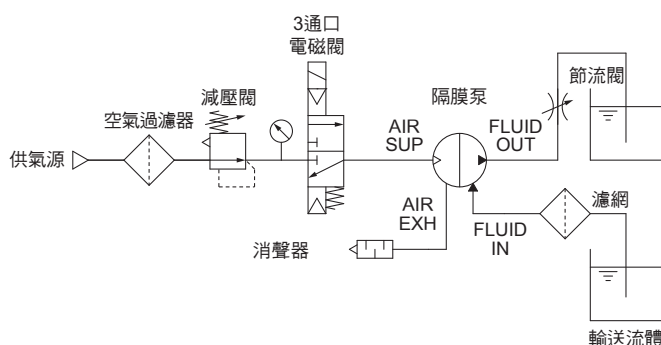 3通口
電磁閥
減壓閥
空氣過濾器
供氣源
隔膜泵
節流閥
AIR
SUP
FLUID
OUT
AIR
EXH
FLUID
IN
濾網
消聲器
輸送流體